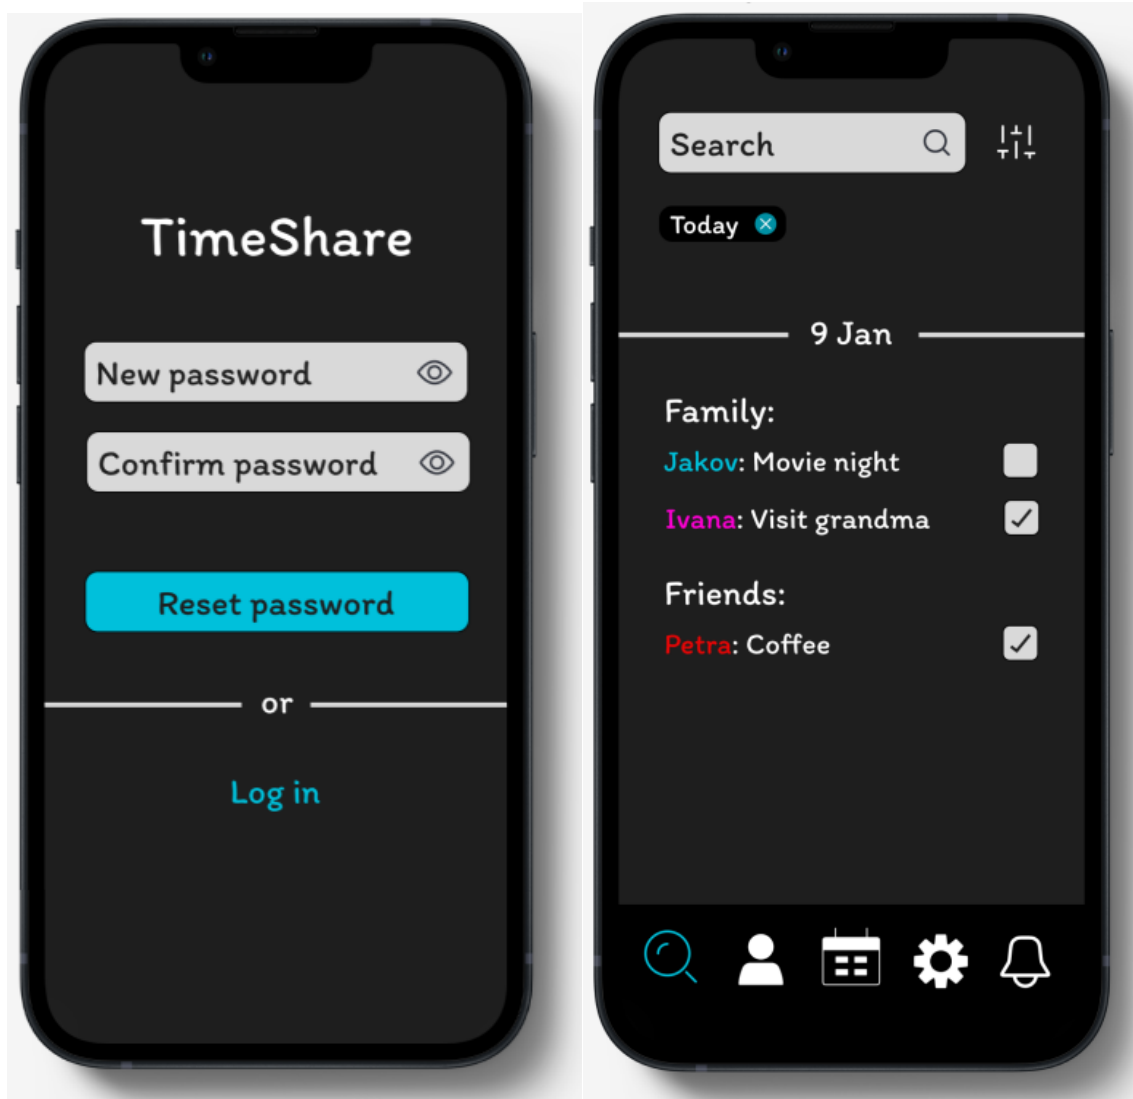 TimeShare
New password
Confirm password
Reset password
or
Log in
Search
Today
9 Jan
Family:
Jakov: Movie night
Ivana: Visit grandma
Friends:
Petra: Coffee